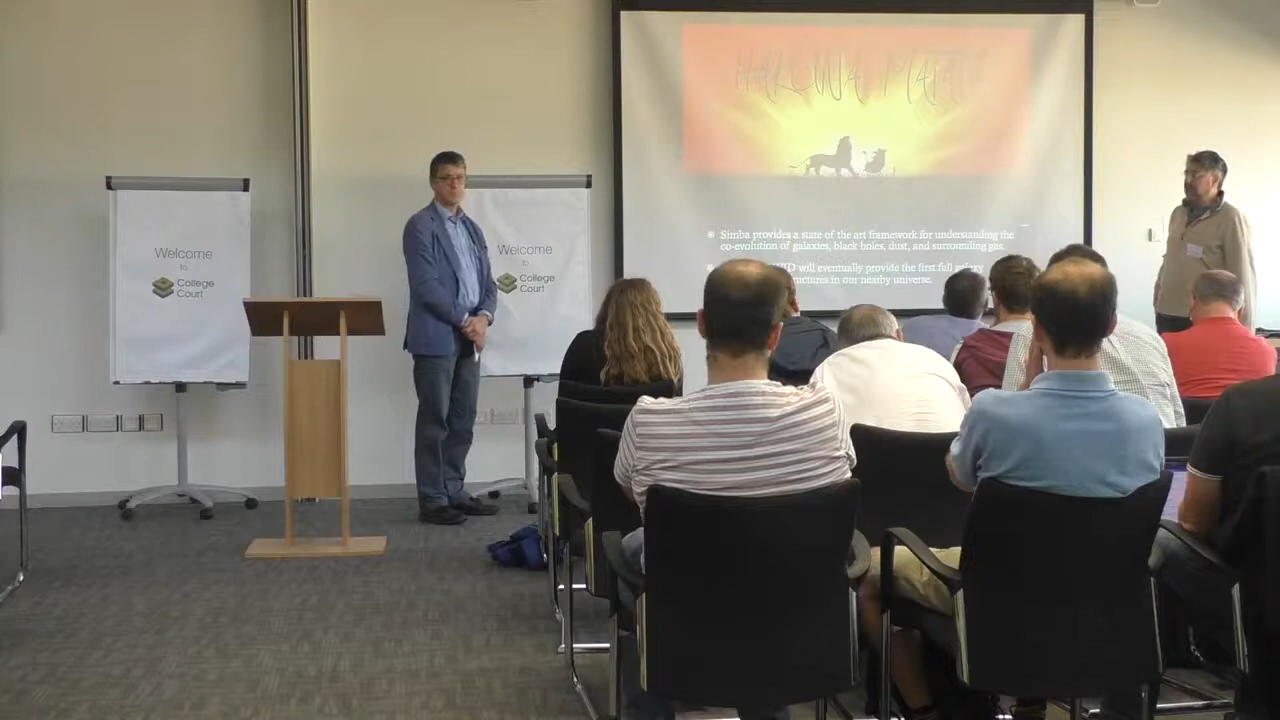 Welcome
to
College
Court
Welcome
to
College
Court
HAKUNA MATATA
Simba provides a state of the art framework for understanding the
co-evolution of galaxies, black holes, dust, and surrounding gas.
will eventually provide the first full galaxy
structures in our nearby universe.